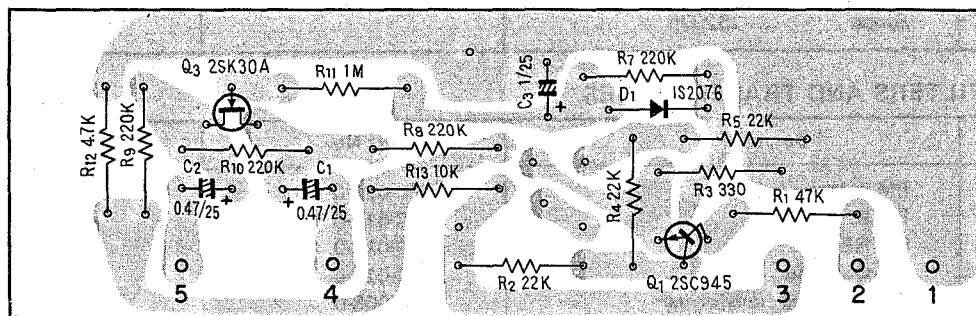 Q3 2SK30A
R11 1M
C3 1/25
+
R7 220K
D1 IS2076
R12 4.7K
R9 220K
R8 220K
R5 22K
C2
R10 220K
C1
R13 10K
R4 22K
R3 330
R1 47K
+
0.47/25
+
0.47/25
R2 22K
Q1 2SC945
5 4 3 2 1